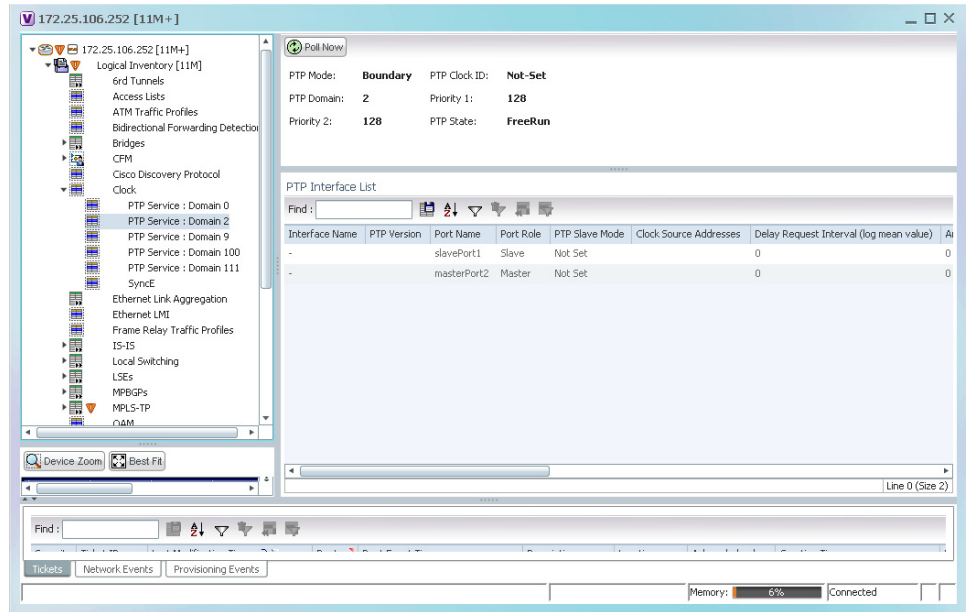 172.25.106.252 [11M+]
172.25.106.252 [11M+]
Logical Inventory [11M]
6rd Tunnels
Access Lists
ATM Traffic Profiles
Bidirectional Forwarding Detection
Bridges
CFM
Cisco Discovery Protocol
Clock
PTP Service : Domain 0
PTP Service : Domain 2
PTP Service : Domain 9
PTP Service : Domain 100
PTP Service : Domain 111
SyncE
Ethernet Link Aggregation
Ethernet LMI
Frame Relay Traffic Profiles
IS-IS
Local Switching
LSEs
MPBGPs
MPLS-TP
OAM
Device Zoom Best Fit
Poll Now
PTP Mode: Boundary PTP Clock ID: Not-Set
PTP Domain: 2 Priority 1: 128
Priority 2: 128 PTP State: FreeRun
PTP Interface List
Find :
Interface Name PTP Version Port Name Port Role PTP Slave Mode Clock Source Addresses Delay Request Interval (log mean value)
- slavePort1 Slave Not Set 0 0
- masterPort2 Master Not Set 0 0
Line 0 (Size 2)
Find :
Tickets Network Events Provisioning Events
Memory: 6% Connected